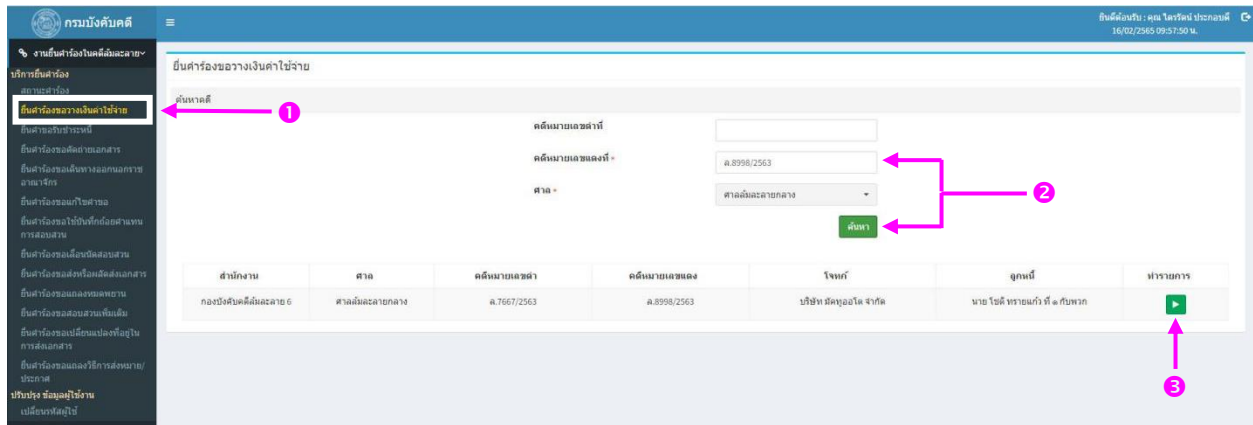 กรมบังคับคดี
ยินดีต้อนรับ : คุณ ไตรรัตน์ ประกอบดี
16/02/2565 09:57:50 น.
งานยื่นคำร้องในคดีล้มละลาย
บริการยื่นคำร้อง
สถานะคำร้อง
ยื่นคำร้องขอวางเงินค่าใช้จ่าย
ยื่นคำขอรับชำระหนี้
ยื่นคำร้องขอคัดถ่ายเอกสาร
ยื่นคำร้องขอเดินทางออกนอกราช
อาณาจักร
ยื่นคำร้องขอแก้ไขคำขอ
ยื่นคำร้องขอใช้บันทึกถ้อยคำแทน
การสอบสวน
ยื่นคำร้องขอเลื่อนนัดสอบสวน
ยื่นคำร้องขอส่งหรือผลัดส่งเอกสาร
ยื่นคำร้องขอแถลงหมดพยาน
ยื่นคำร้องขอสอบสวนเพิ่มเติม
ยื่นคำร้องขอเปลี่ยนแปลงที่อยู่ใน
การส่งเอกสาร
ยื่นคำร้องขอแถลงวิธีการส่งหมาย/
ประกาศ
ปรับปรุง ข้อมูลผู้ใช้งาน
เปลี่ยนรหัสผู้ใช้
ยื่นคำร้องขอวางเงินค่าใช้จ่าย
ค้นหาคดี
1
คดีหมายเลขดำที่
คดีหมายเลขแดงที่ * ล.8998/2563
ศาล * ศาลล้มละลายกลาง
2
ค้นหา
สำนักงาน ศาล คดีหมายเลขดำ คดีหมายเลขแดง โจทก์ ลูกหนี้ ทำรายการ
กองบังคับคดีล้มละลาย 6 ศาลล้มละลายกลาง ล.7667/2563 ล.8998/2563 บริษัท มัคทูออโต จำกัด นาย โชติ ทรายแก้ว ที่ ๑ กับพวก
3